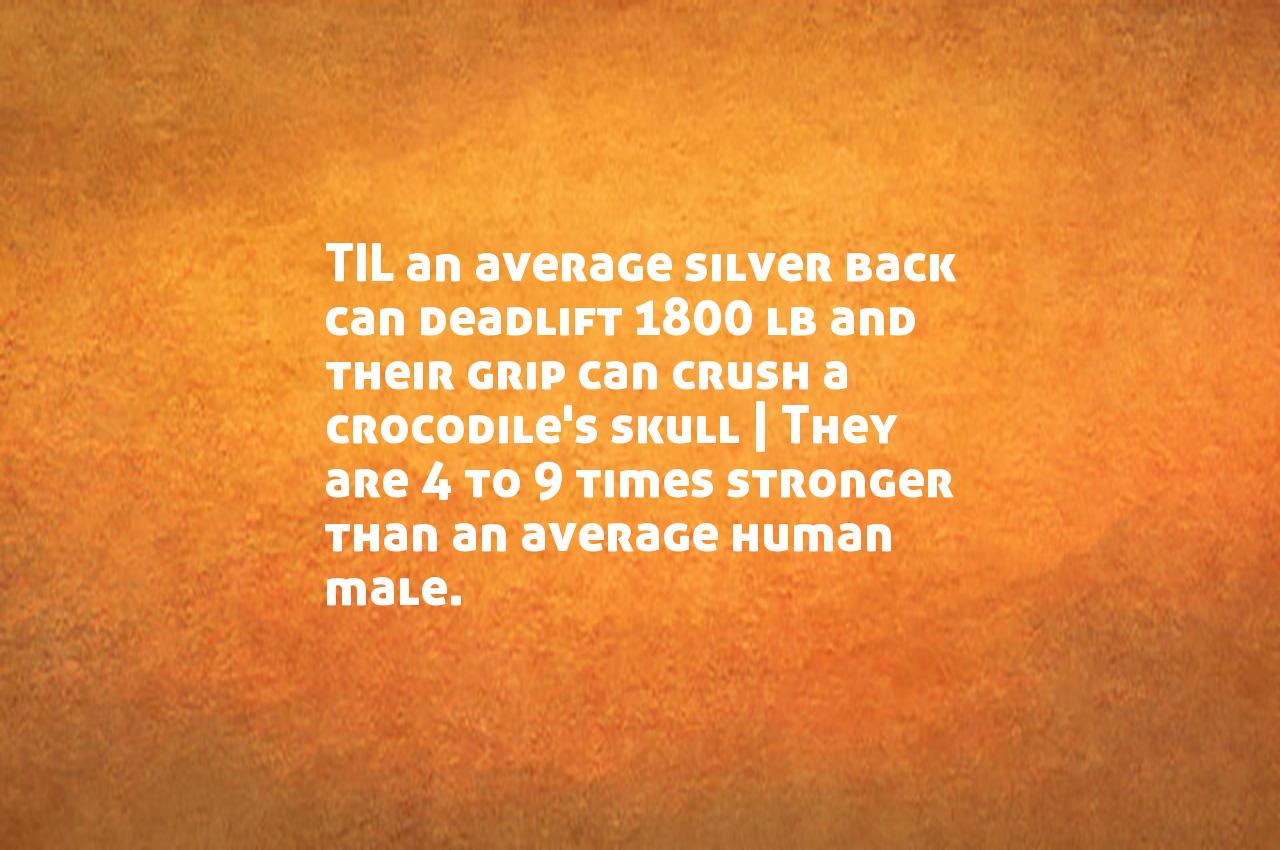 TIL an average silver back
can deadlift 1800 lb and
their grip can crush a
crocodile's skull | They
are 4 to 9 times stronger
than an average human
male.